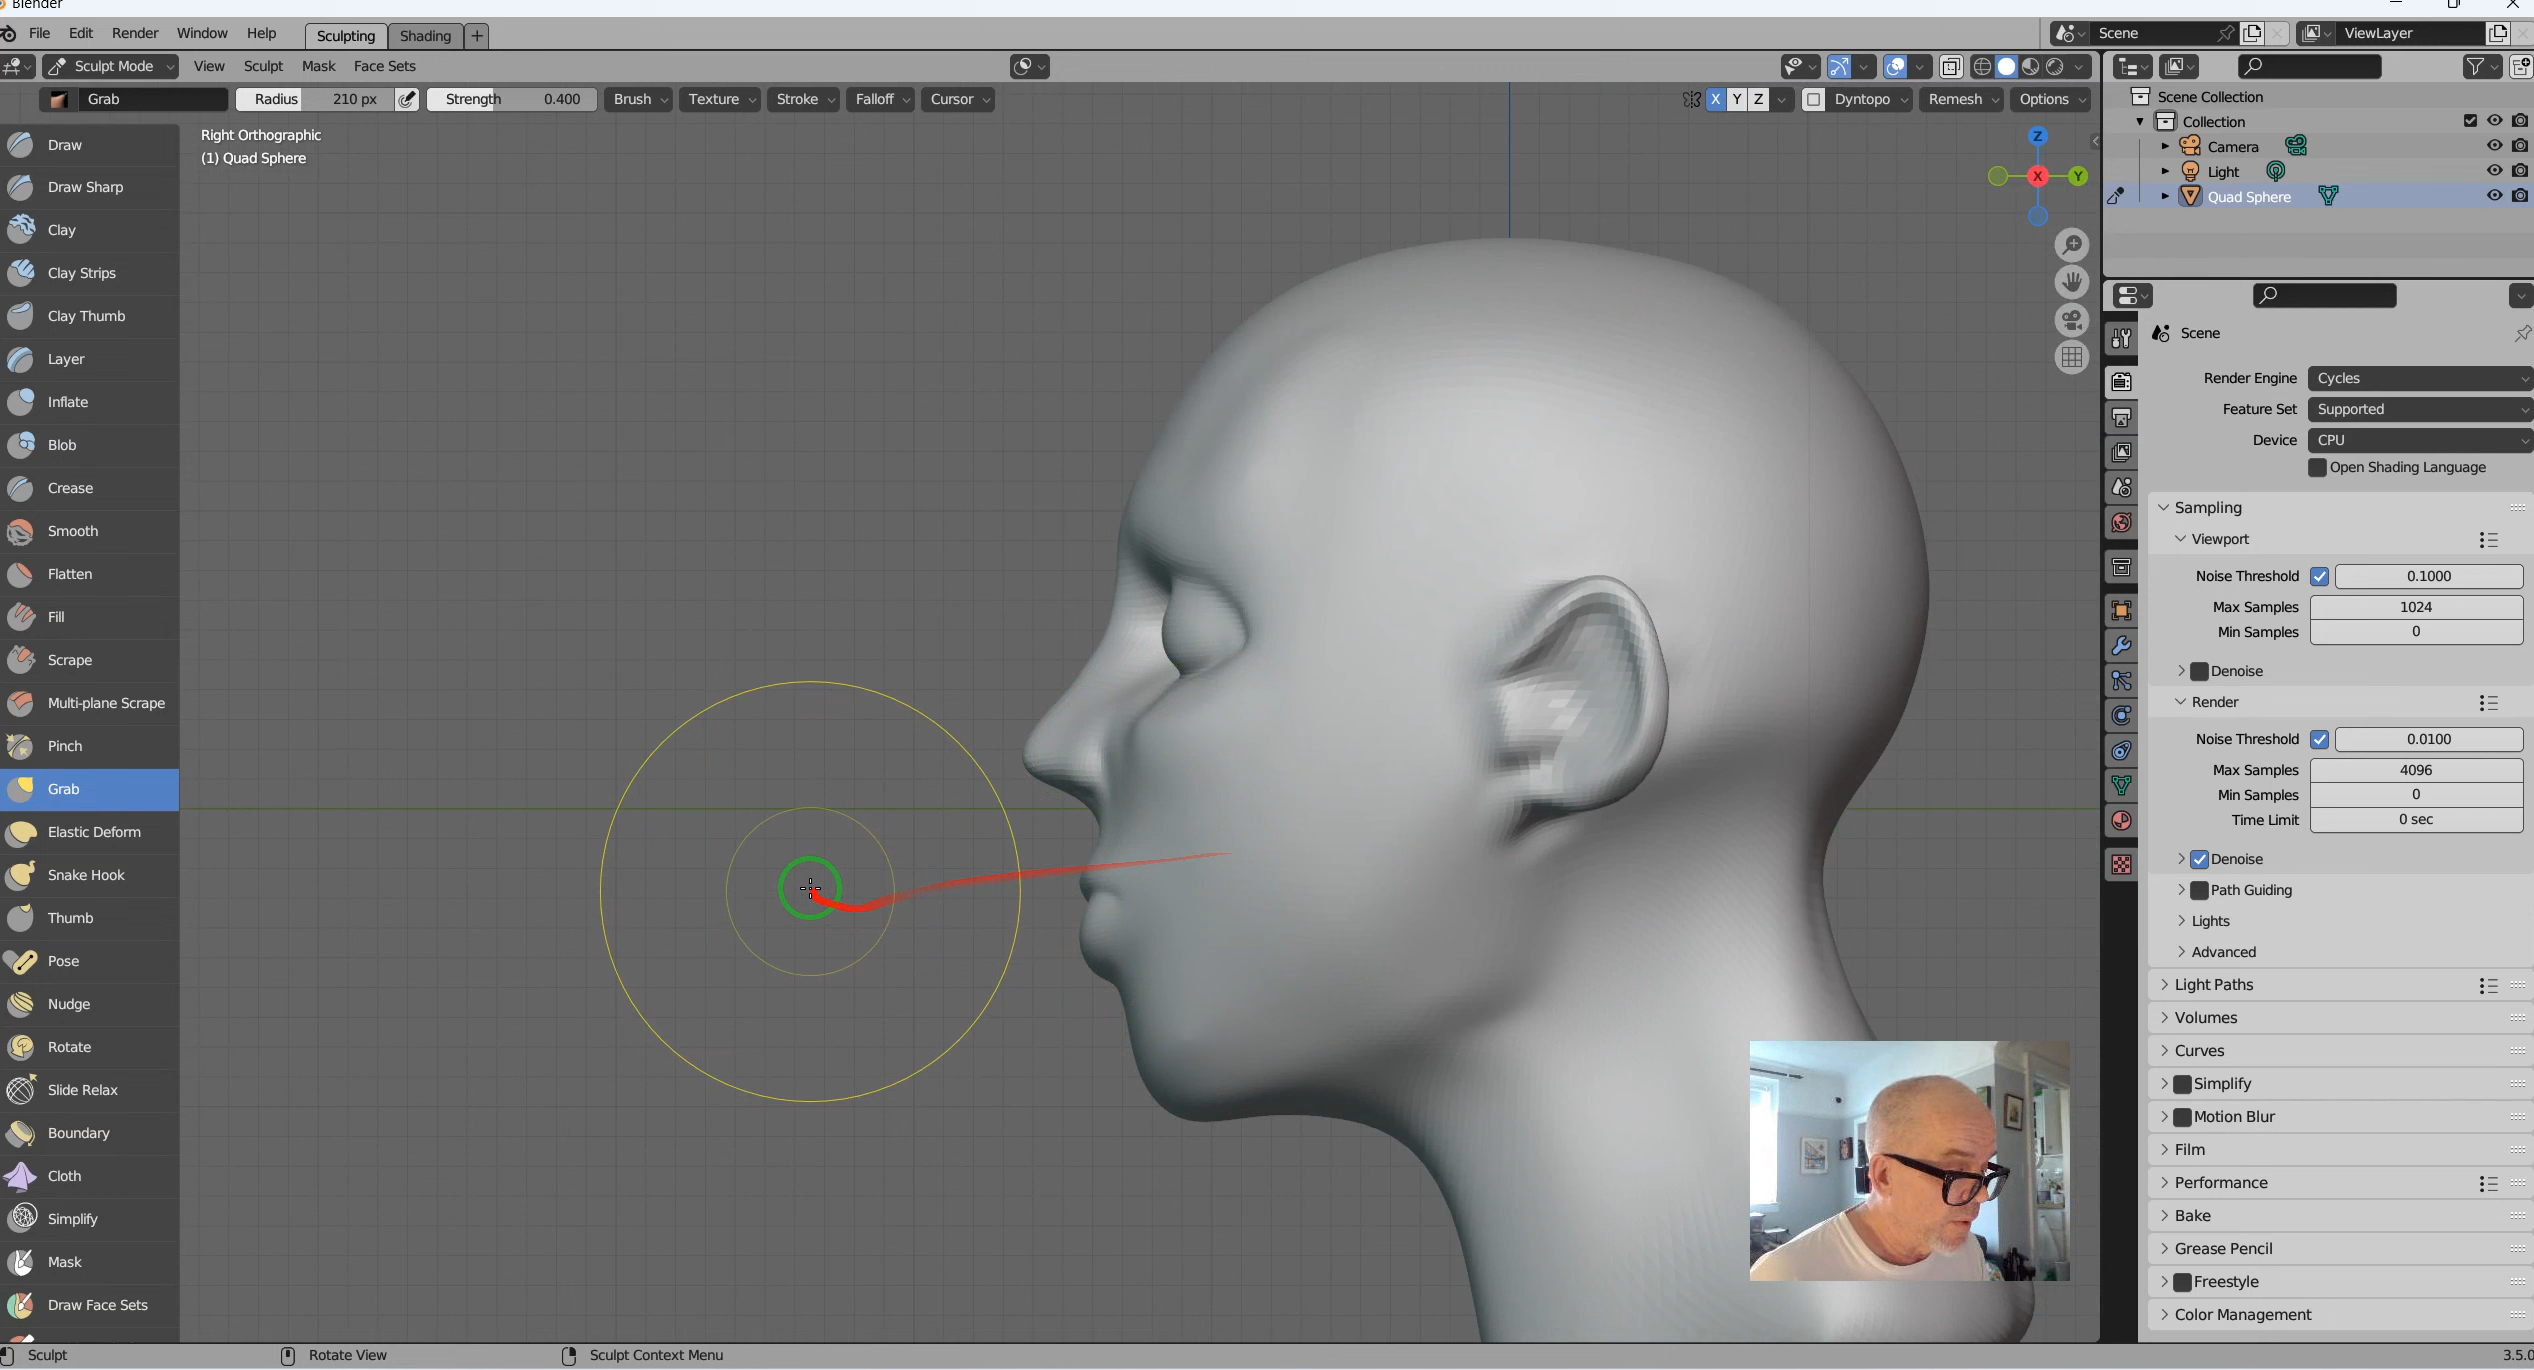 Blender
File Edit Render Window Help Sculpting Shading + Scene ViewLayer
Sculpt Mode View Sculpt Mask Face Sets
Grab Radius 210 px Strength 0.400 Brush Texture Stroke Falloff Cursor X Y Z Dyntopo Remesh Options
Right Orthographic
(1) Quad Sphere
Z
X
Y
Draw
Draw Sharp
Clay
Clay Strips
Clay Thumb
Layer
Inflate
Blob
Crease
Smooth
Flatten
Fill
Scrape
Multi-plane Scrape
Pinch
Grab
Elastic Deform
Snake Hook
Thumb
Pose
Nudge
Rotate
Slide Relax
Boundary
Cloth
Simplify
Mask
Draw Face Sets
Scene Collection
Collection
Camera
Light
Quad Sphere
Scene
Render Engine Cycles
Feature Set Supported
Device CPU
Open Shading Language
Sampling
Viewport
Noise Threshold 0.1000
Max Samples 1024
Min Samples 0
Denoise
Render
Noise Threshold 0.0100
Max Samples 4096
Min Samples 0
Time Limit 0 sec
Denoise
Path Guiding
Lights
Advanced
Light Paths
Volumes
Curves
Simplify
Motion Blur
Film
Performance
Bake
Grease Pencil
Freestyle
Color Management
Sculpt Rotate View Sculpt Context Menu 3.5.0